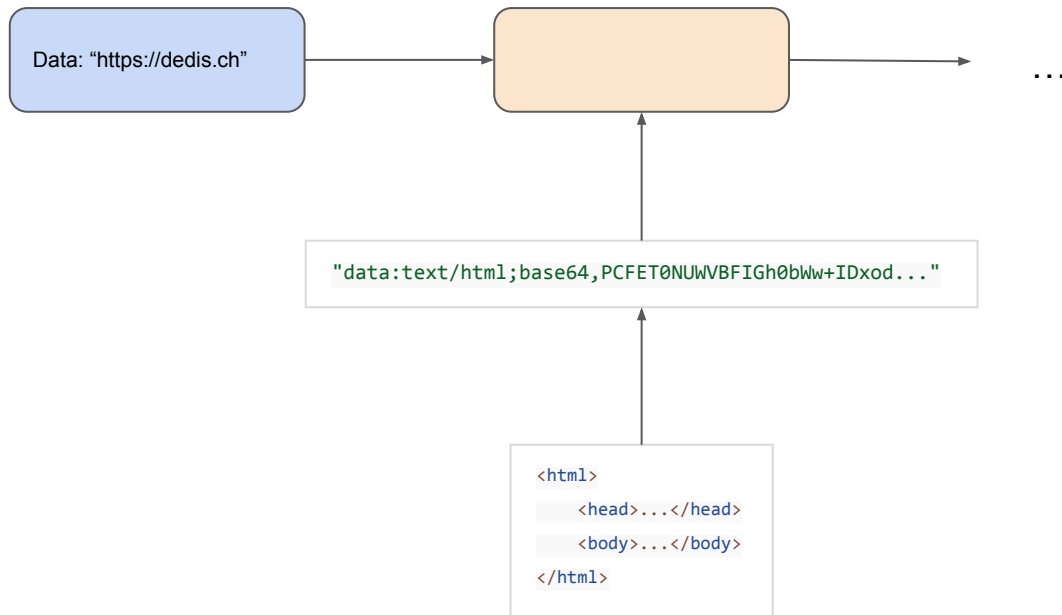 Data: “https://dedis.ch”
...
"data:text/html;base64,PCFET0NUWVBFIGh0bWw+IDxod..."
<html>
<head>...</head>
<body>...</body>
</html>